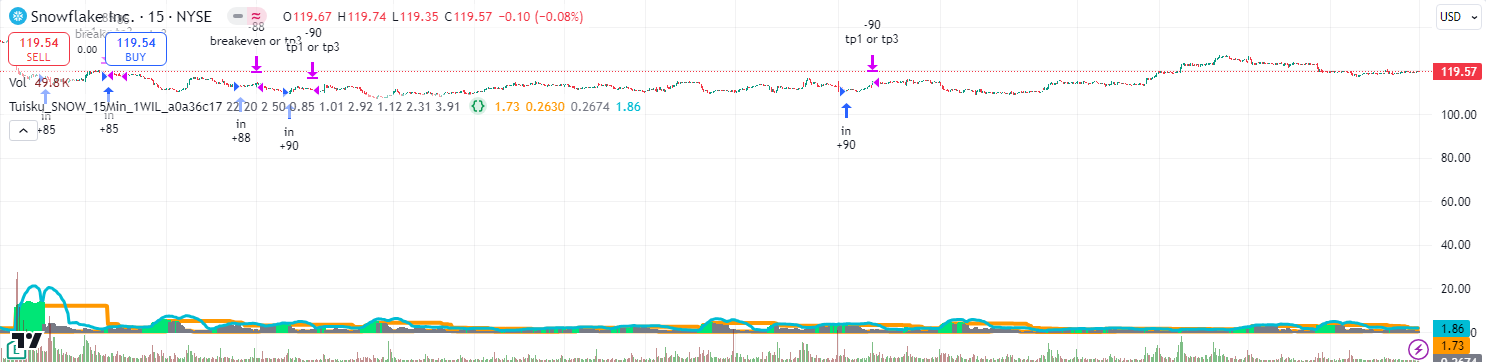 Snowflake Inc. · 15 · NYSE
O119.67 H119.74 L119.35 C119.57 −0.10 (−0.08%)
USD
119.54
SELL
0.00
119.54
BUY
Vol 49.8 K
Tuisku_SNOW_15Min_1WIL_a0a36c17 22 20 2 50 0.85 1.01 2.92 1.12 2.31 3.91 1.73 0.2630 0.2674 1.86
-88
breakeven or tp3
-90
tp1 or tp3
-90
tp1 or tp3
in
+85
in
+85
in
+88
in
+90
in
+90
119.57
100.00
80.00
60.00
40.00
20.00
0
1.86
1.73
0.2674